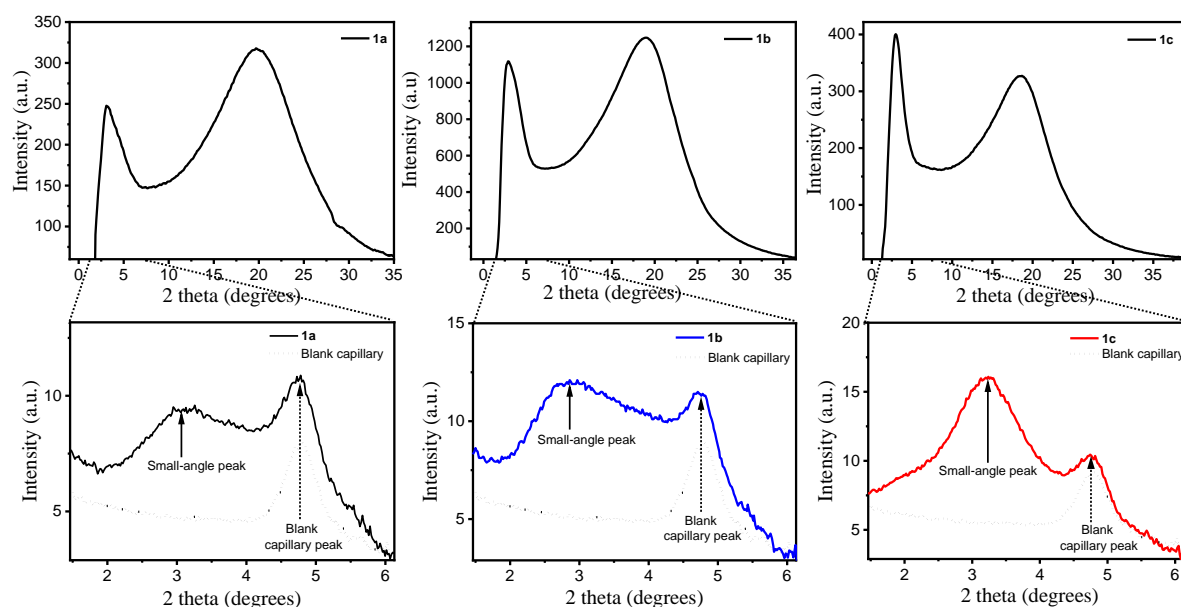 350
300
250
200
150
100
Intensity (a.u.)
1a
0 5 10 15 20 25 30 35
2 theta (degrees)
1200
1000
800
600
400
200
Intensity (a.u)
1b
0 5 10 15 20 25 30 35
2 theta (degrees)
400
300
200
100
0
Intensity (a.u.)
1c
0 5 10 15 20 25 30 35
2 theta (degrees)
10
5
Intensity (a.u.)
1a
Blank capillary
Small-angle peak
Blank
capillary peak
2 3 4 5 6
2 theta (degrees)
15
10
5
Intensity (a.u.)
1b
Blank capillary
Small-angle peak
Blank
capillary peak
2 3 4 5 6
2 theta (degrees)
20
15
10
5
Intensity (a.u.)
1c
Blank capillary
Small-angle peak
Blank
capillary peak
2 3 4 5 6
2 theta (degrees)